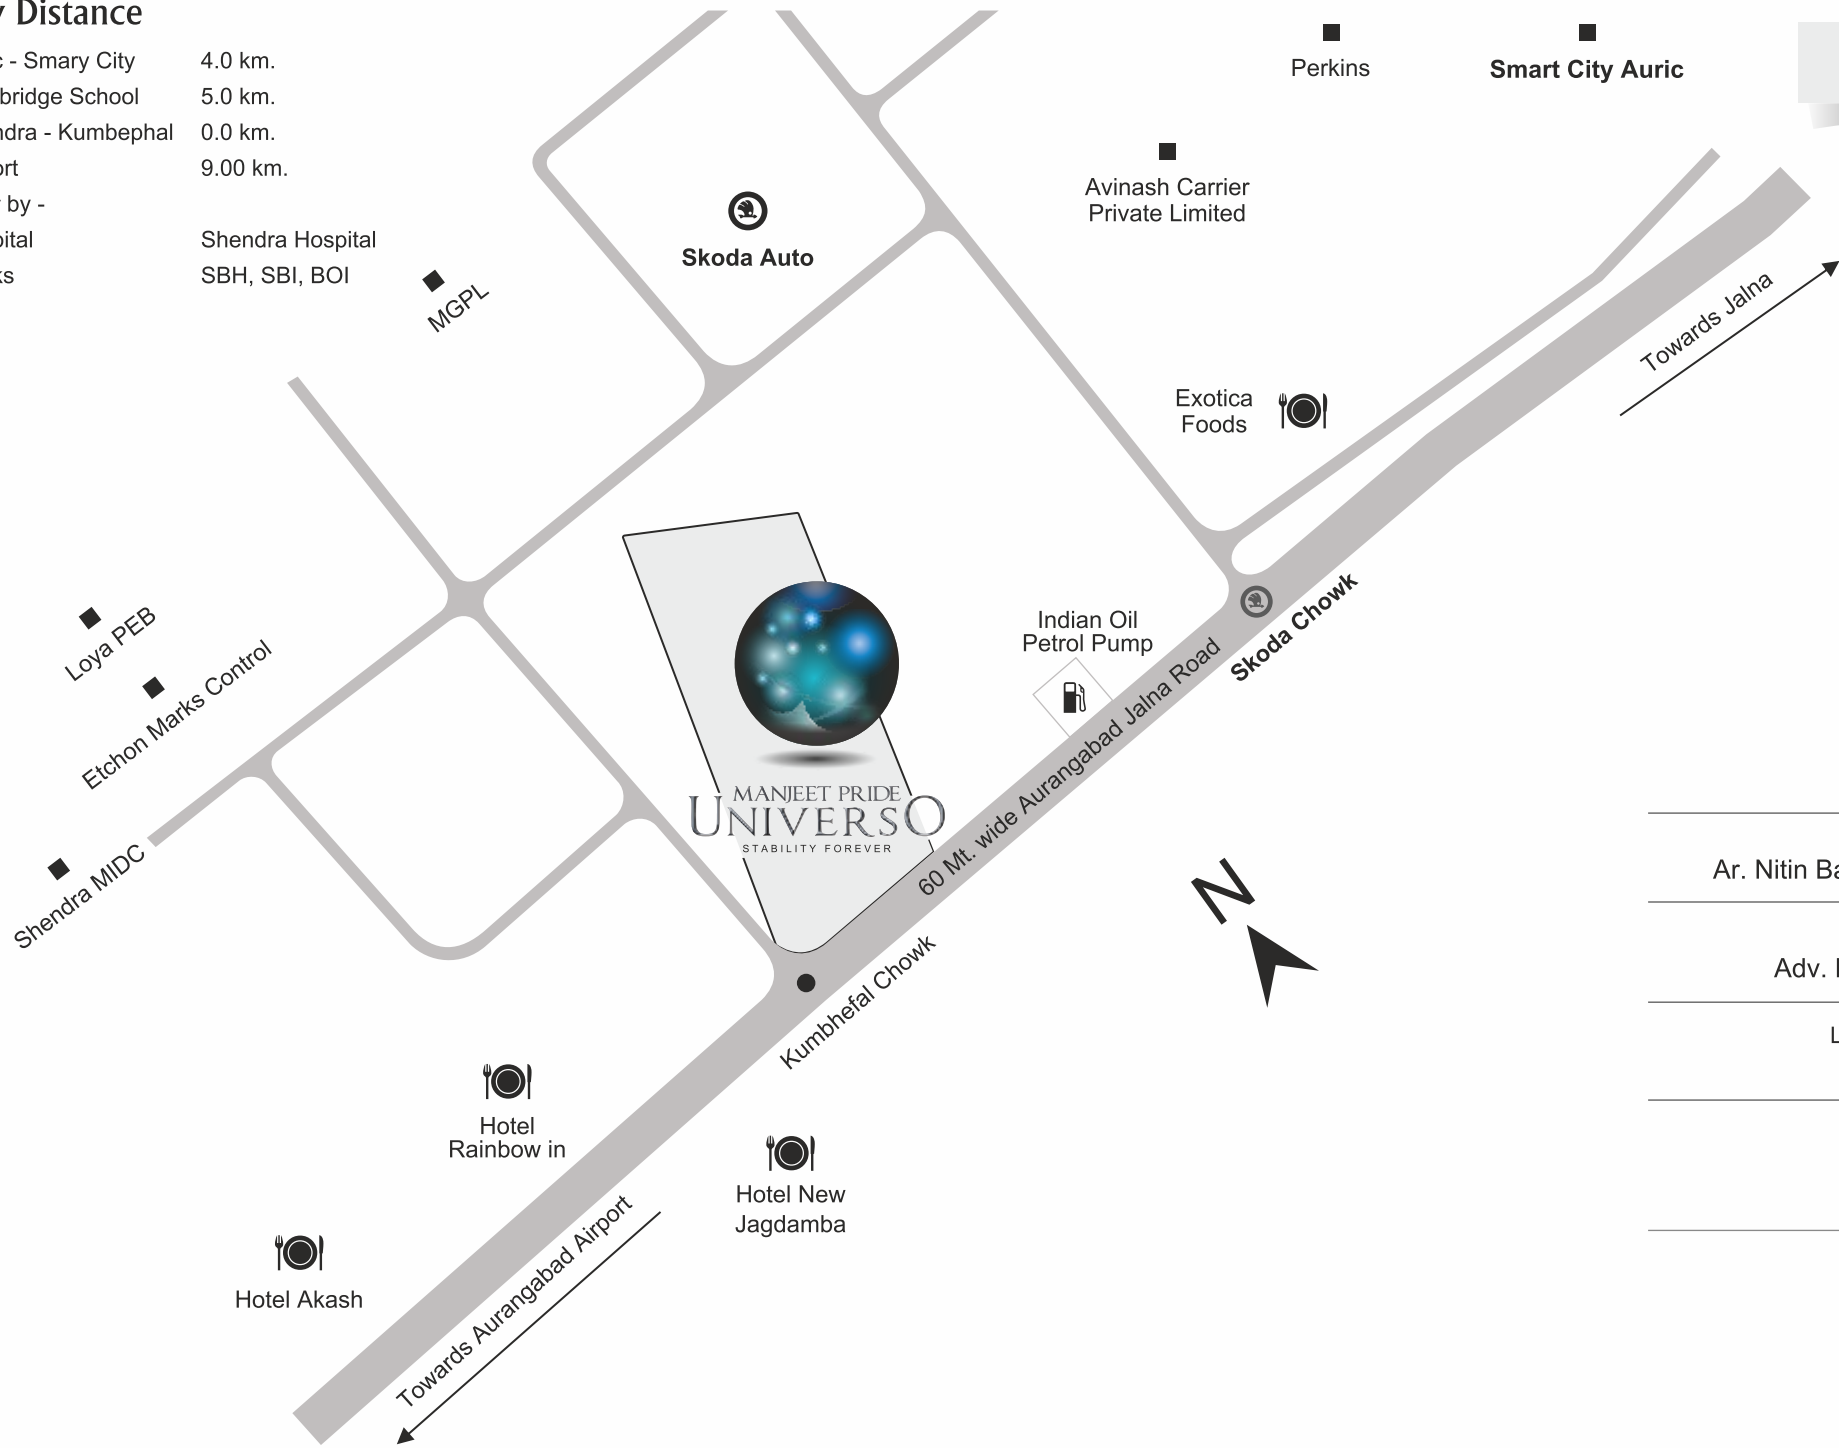 y Distance
c - Smary City 4.0 km.
bridge School 5.0 km.
ndra - Kumbephal 0.0 km.
ort 9.00 km.
r by -
pital Shendra Hospital
ks SBH, SBI, BOI
MGPL
Skoda Auto
Perkins
Smart City Auric
Avinash Carrier
Private Limited
Towards Jalna
Exotica
Foods
Skoda Chowk
Indian Oil
Petrol Pump
60 Mt. wide Aurangabad Jalna Road
Loya PEB
Etchon Marks Control
Shendra MIDC
MANJEET PRIDE
UNIVERSO
STABILITY FOREVER
N
Kumbhefal Chowk
Hotel
Rainbow in
Hotel New
Jagdamba
Hotel Akash
Towards Aurangabad Airport
Ar. Nitin Ba
Adv.
L